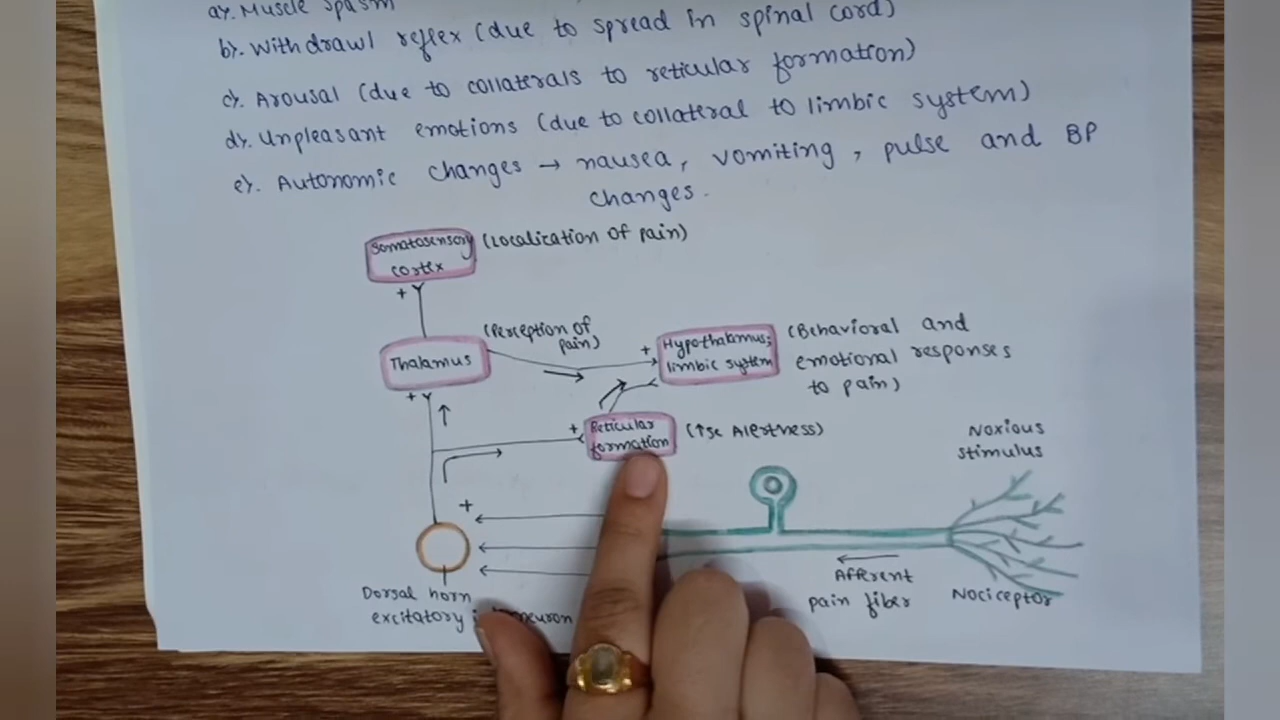 a). Muscle spasm
b). Withdrawl reflex (due to spread in spinal cord)
c). Arousal (due to collaterals to reticular formation)
d). Unpleasant emotions (due to collateral to limbic system)
e). Autonomic changes → nausea, vomiting, pulse and BP
changes.
Somatosensory
cortex
(Localization of pain)
+
Thalamus
(Perception of
pain)
+
Hypothalamus;
limbic system
(Behavioral and
emotional responses
to pain)
+
+
Reticular
formation
(↑se Alertness)
Noxious
stimulus
+
Afferent
pain fiber
Nociceptor
Dorsal horn
excitatory